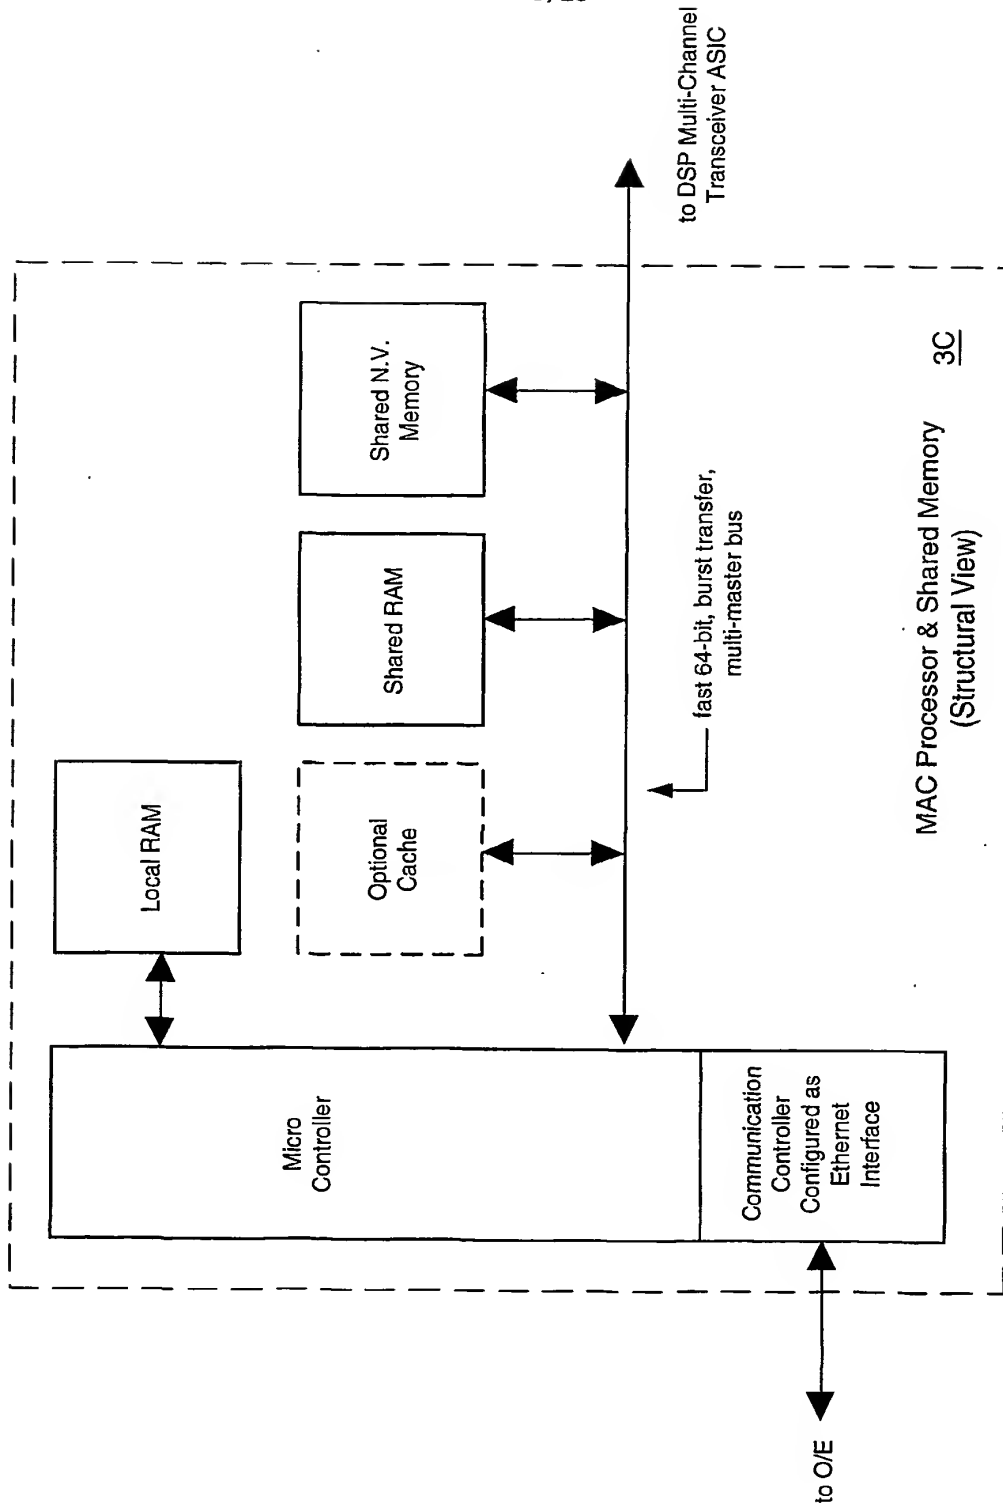 to DSP Multi-Channel
Transceiver ASIC
Local RAM
Shared N.V.
Memory
Shared RAM
Optional
Cache
fast 64-bit, burst transfer,
multi-master bus
Micro
Controller
Communication
Controller
Configured as
Ethernet
Interface
to O/E
3C
MAC Processor & Shared Memory
(Structural View)